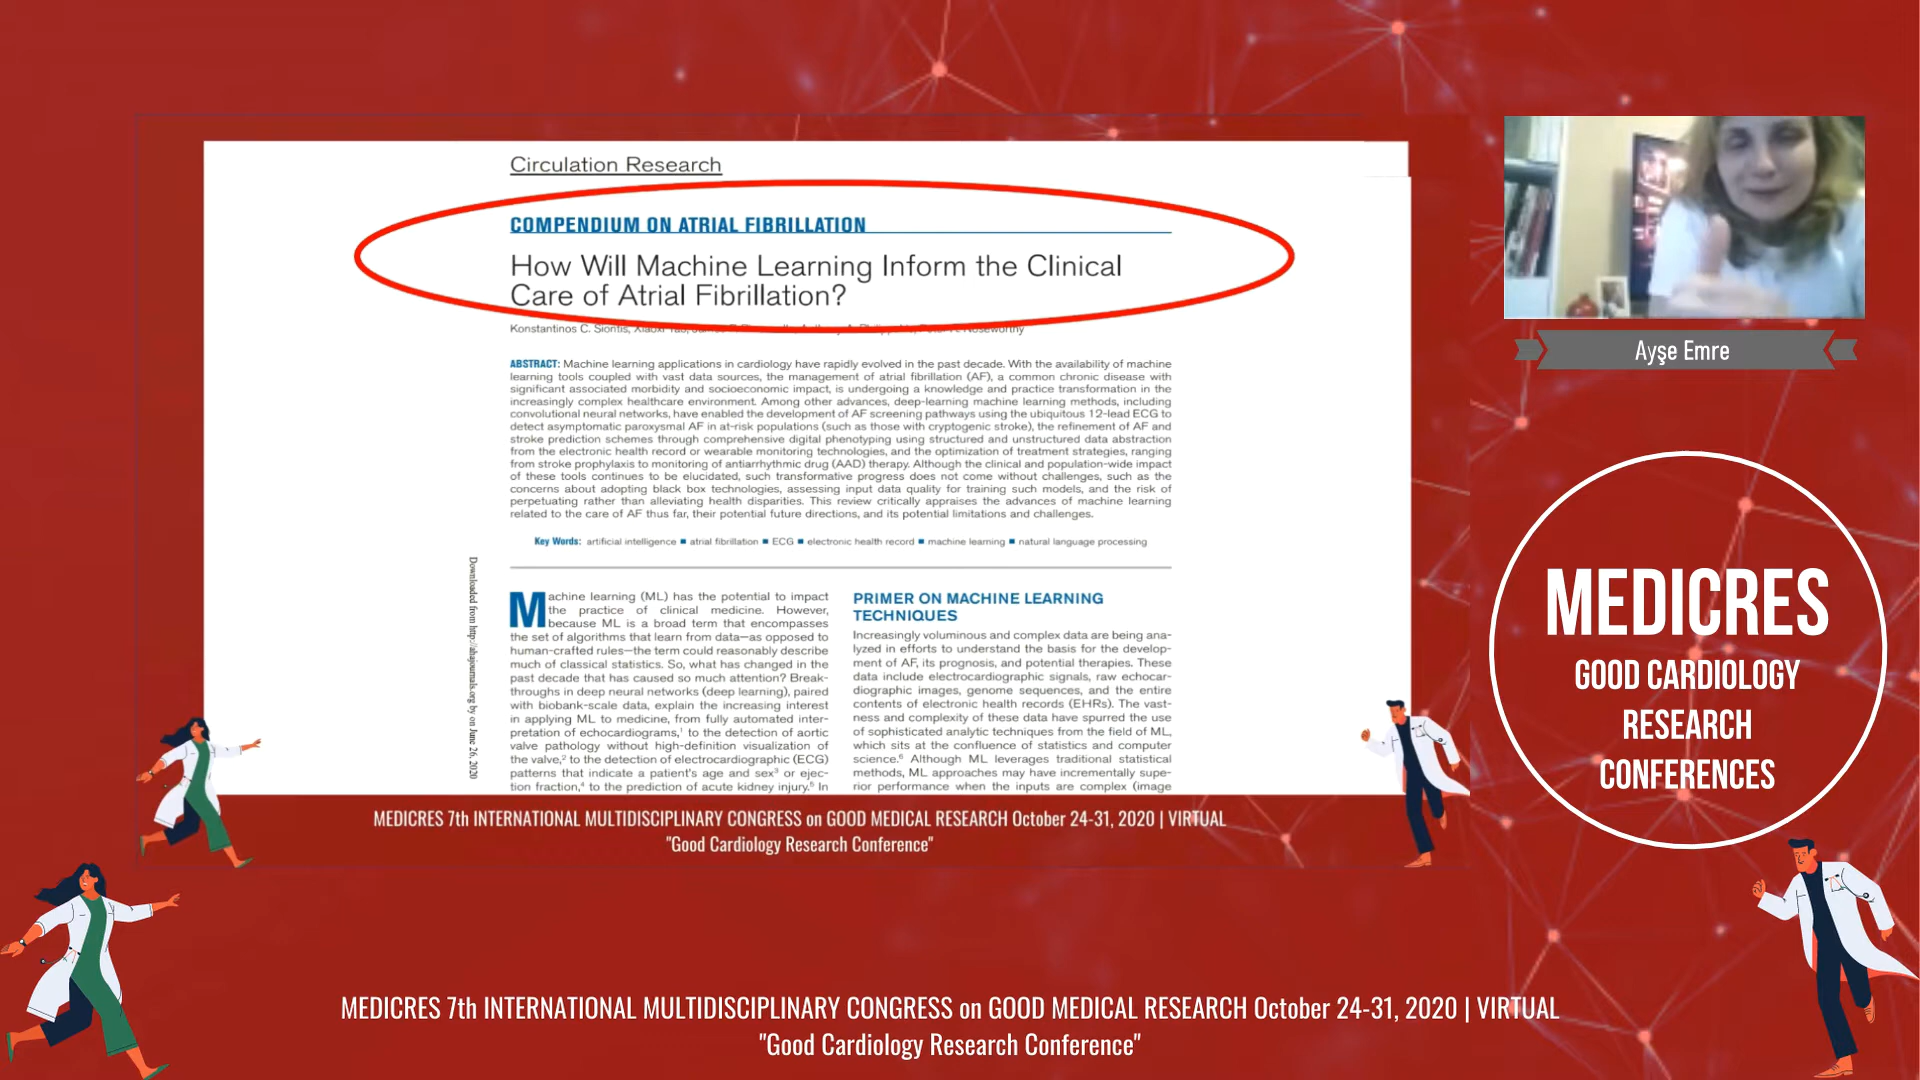 Circulation Research
COMPENDIUM ON ATRIAL FIBRILLATION
How Will Machine Learning Inform the Clinical
Care of Atrial Fibrillation?
Konstantinos C. Siontis, Noseworthy
ABSTRACT: Machine learning applications in cardiology have rapidly evolved in the past decade. With the availability of machine
learning tools coupled with vast data sources, the management of atrial fibrillation (AF), a common chronic disease with
significant associated morbidity and socioeconomic impact, is undergoing a knowledge and practice transformation in the
increasingly complex healthcare environment. Among other advances, deep-learning machine learning methods, including
convolutional neural networks, have enabled the development of AF screening pathways using the ubiquitous 12-lead ECG to
detect asymptomatic paroxysmal AF in at-risk populations (such as those with cryptogenic stroke), the refinement of AF and
stroke prediction schemes through comprehensive digital phenotyping using structured and unstructured data abstraction
from the electronic health record or wearable monitoring technologies, and the optimization of treatment strategies, ranging
from stroke prophylaxis to monitoring of antiarrhythmic drug (AAD) therapy. Although the clinical and population-wide impact
of these tools continues to be elucidated, such transformative progress does not come without challenges, such as the
concerns about adopting black box technologies, assessing input data quality for training such models, and the risk of
perpetuating rather than alleviating health disparities. This review critically appraises the advances of machine learning
related to the care of AF thus far, their potential future directions, and its potential limitations and challenges.
Key Words: artificial intelligence ■ atrial fibrillation ■ ECG ■ electronic health record ■ machine learning ■ natural language processing
Machine learning (ML) has the potential to impact
the practice of clinical medicine. However,
because ML is a broad term that encompasses
the set of algorithms that learn from data—as opposed to
human-crafted rules—the term could reasonably describe
much of classical statistics. So, what has changed in the
past decade that has caused so much attention? Break-
throughs in deep neural networks (deep learning), paired
with biobank-scale data, explain the increasing interest
in applying ML to medicine, from fully automated inter-
pretation of echocardiograms,¹ to the detection of aortic
valve pathology without high-definition visualization of
the valve,² to the detection of electrocardiographic (ECG)
patterns that indicate a patient's age and sex³ or ejec-
tion fraction,⁴ to the prediction of acute kidney injury.⁵ In
PRIMER ON MACHINE LEARNING
TECHNIQUES
Increasingly voluminous and complex data are being ana-
lyzed in efforts to understand the basis for the develop-
ment of AF, its prognosis, and potential therapies. These
data include electrocardiographic signals, raw echocar-
diographic images, genome sequences, and the entire
contents of electronic health records (EHRs). The vast-
ness and complexity of these data have spurred the use
of sophisticated analytic techniques from the field of ML,
which sits at the confluence of statistics and computer
science.⁶ Although ML leverages traditional statistical
methods, ML approaches may have incrementally supe-
rior performance when the inputs are complex (image
Downloaded from http://ahajournals.org by on June 26, 2020
MEDICRES 7th INTERNATIONAL MULTIDISCIPLINARY CONGRESS on GOOD MEDICAL RESEARCH October 24-31, 2020 | VIRTUAL
"Good Cardiology Research Conference"
Ayşe Emre
MEDICRES
GOOD CARDIOLOGY
RESEARCH
CONFERENCES
MEDICRES 7th INTERNATIONAL MULTIDISCIPLINARY CONGRESS on GOOD MEDICAL RESEARCH October 24-31, 2020 | VIRTUAL
"Good Cardiology Research Conference"